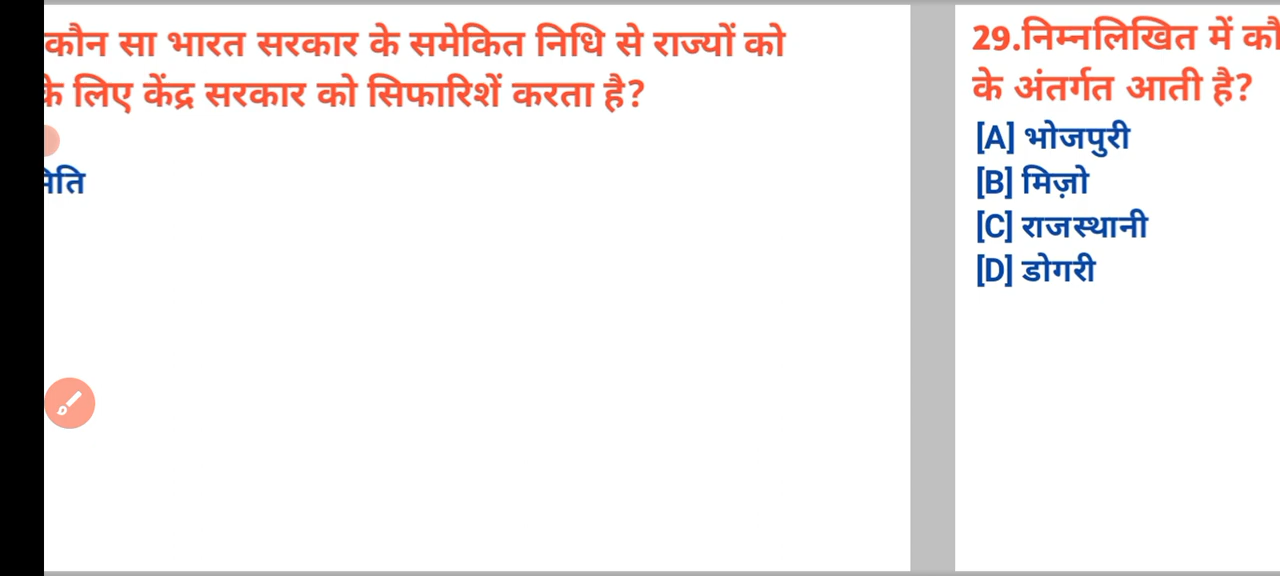 कौन सा भारत सरकार के समेकित निधि से राज्यों को
के लिए केंद्र सरकार को सिफारिशें करता है?
29.निम्नलिखित में
के अंतर्गत आती है?
[A] भोजपुरी
[B] मिज़ो
[C] राजस्थानी
[D] डोगरी